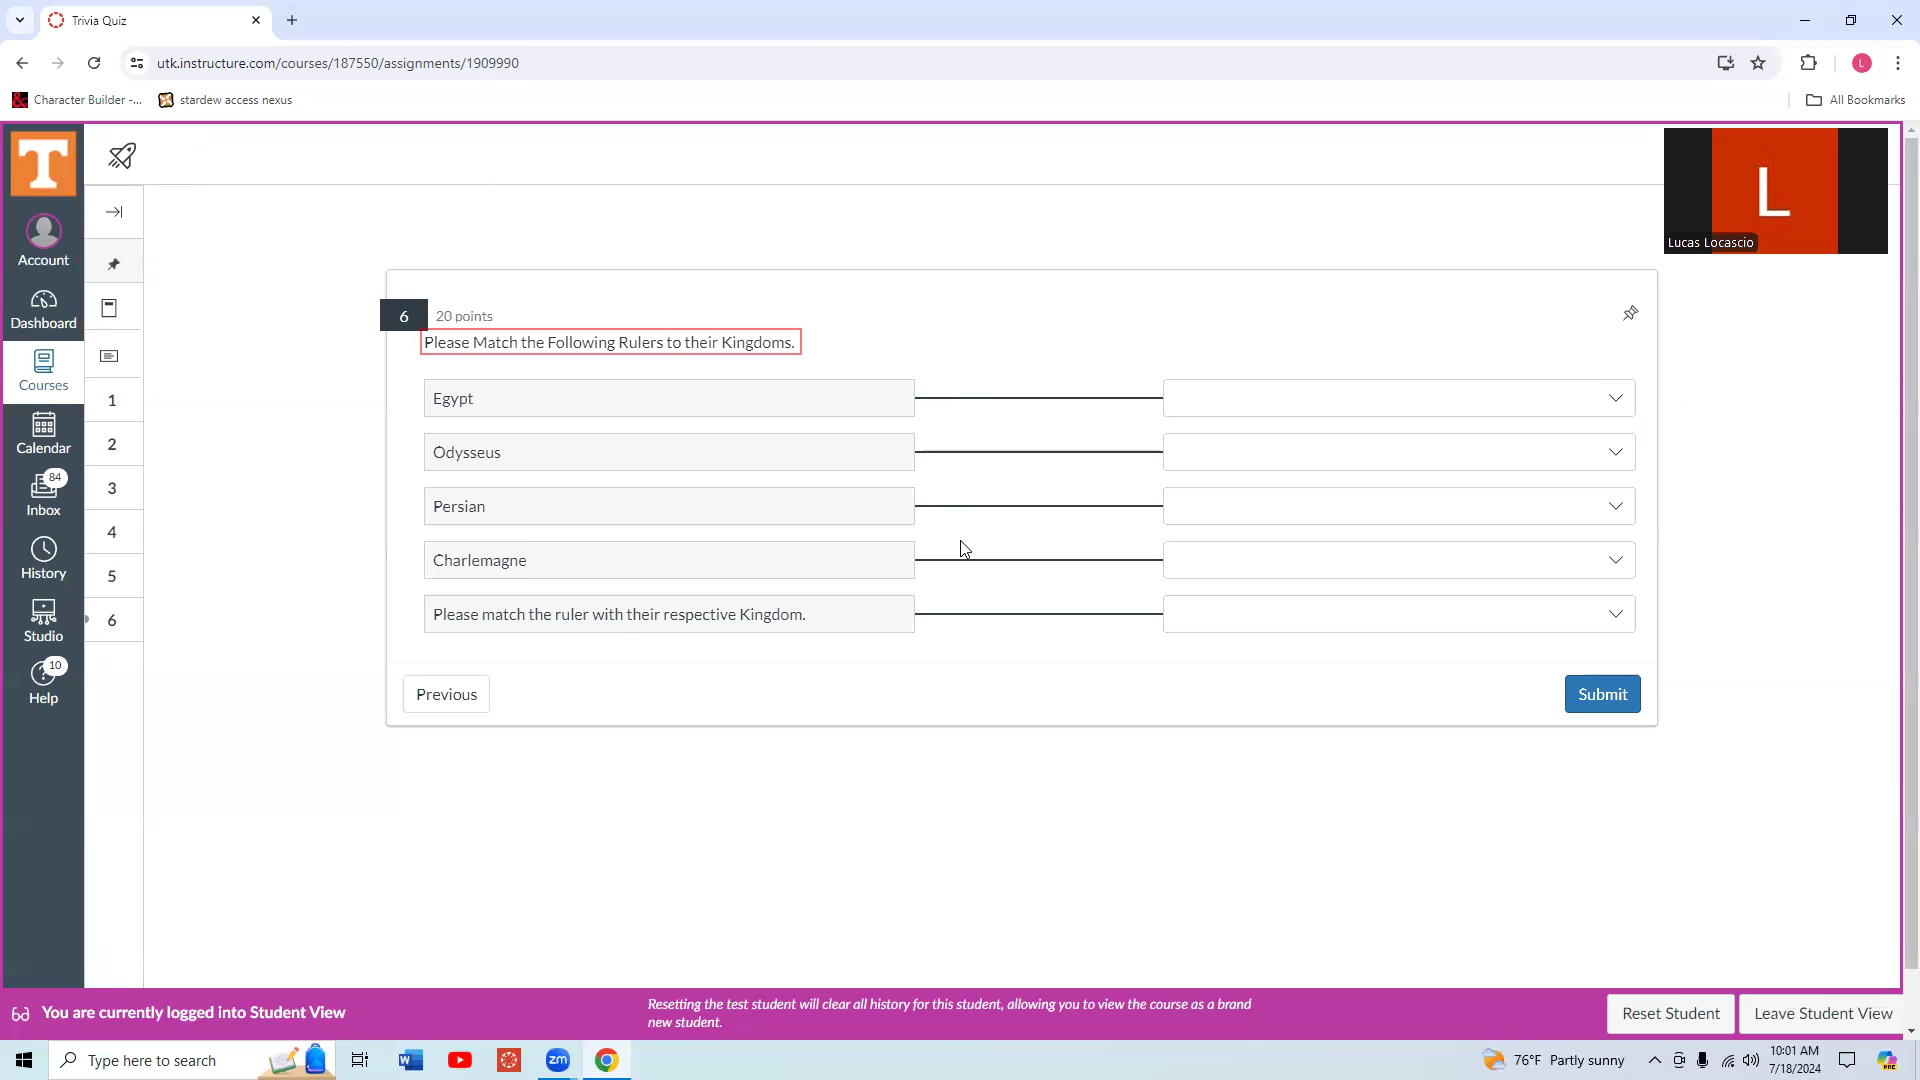 Trivia Quiz
utk.instructure.com/courses/187550/assignments/1909990
L
Character Builder -...
stardew access nexus
All Bookmarks
T
L
Lucas Locascio
Account
Dashboard
Courses
Calendar
84
Inbox
History
Studio
10
Help
1
2
3
4
5
6
6
20 points
Please Match the Following Rulers to their Kingdoms.
Egypt
Odysseus
Persian
Charlemagne
Please match the ruler with their respective Kingdom.
Previous
Submit
You are currently logged into Student View
Resetting the test student will clear all history for this student, allowing you to view the course as a brand
new student.
Reset Student
Leave Student View
Type here to search
W
zm
76°F Partly sunny
10:01 AM
7/18/2024
PRE